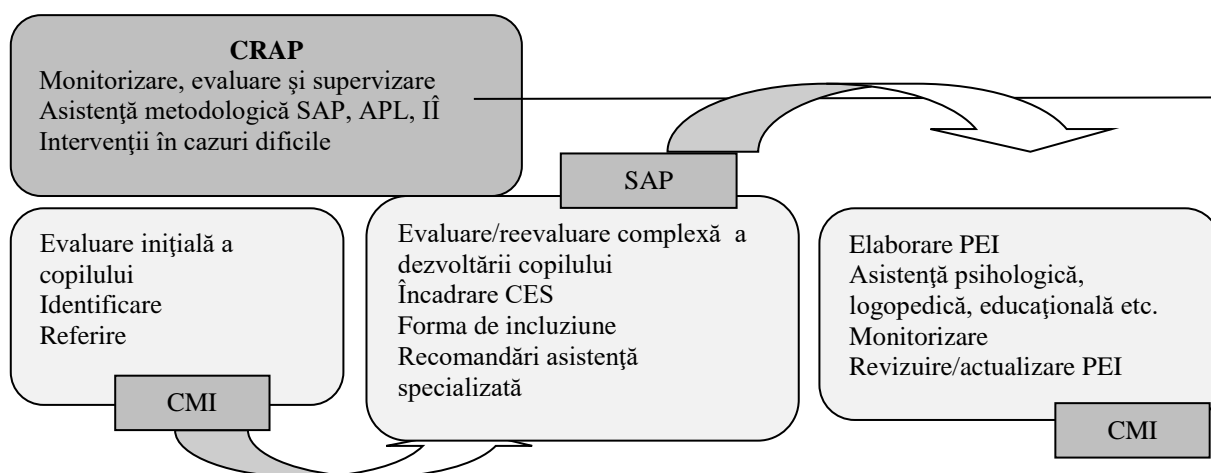 CRAP
Monitorizare, evaluare şi supervizare
Asistenţă metodologică SAP, APL, IÎ
Intervenţii în cazuri dificile
SAP
Evaluare iniţială a
copilului
Identificare
Referire
CMI
Evaluare/reevaluare complexă a
dezvoltării copilului
Încadrare CES
Forma de incluziune
Recomandări asistenţă
specializată
Elaborare PEI
Asistenţă psihologică,
logopedică, educaţională etc.
Monitorizare
Revizuire/actualizare PEI
CMI